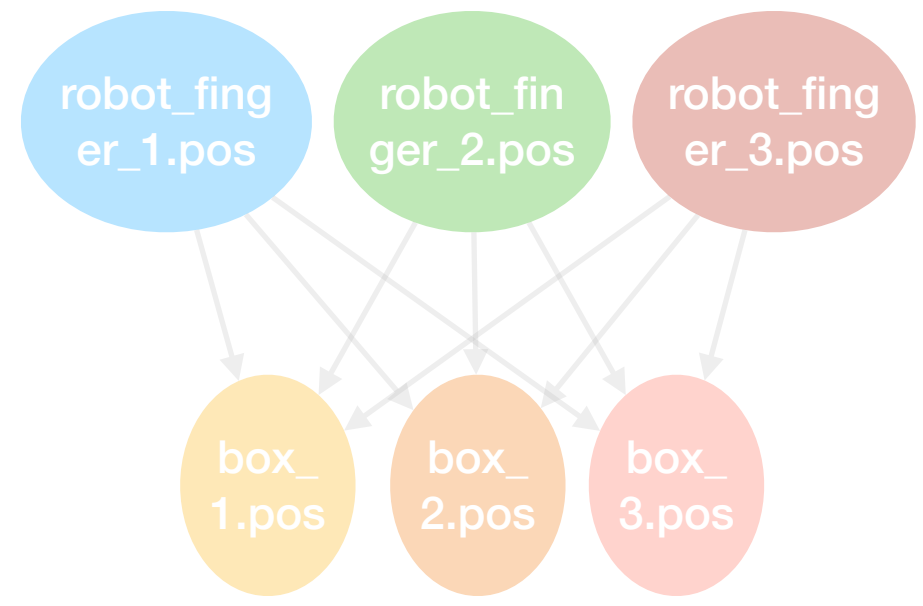 robot_fing
er_1.pos
robot_fin
ger_2.pos
robot_fing
er_3.pos
box_
1.pos
box_
2.pos
box_
3.pos